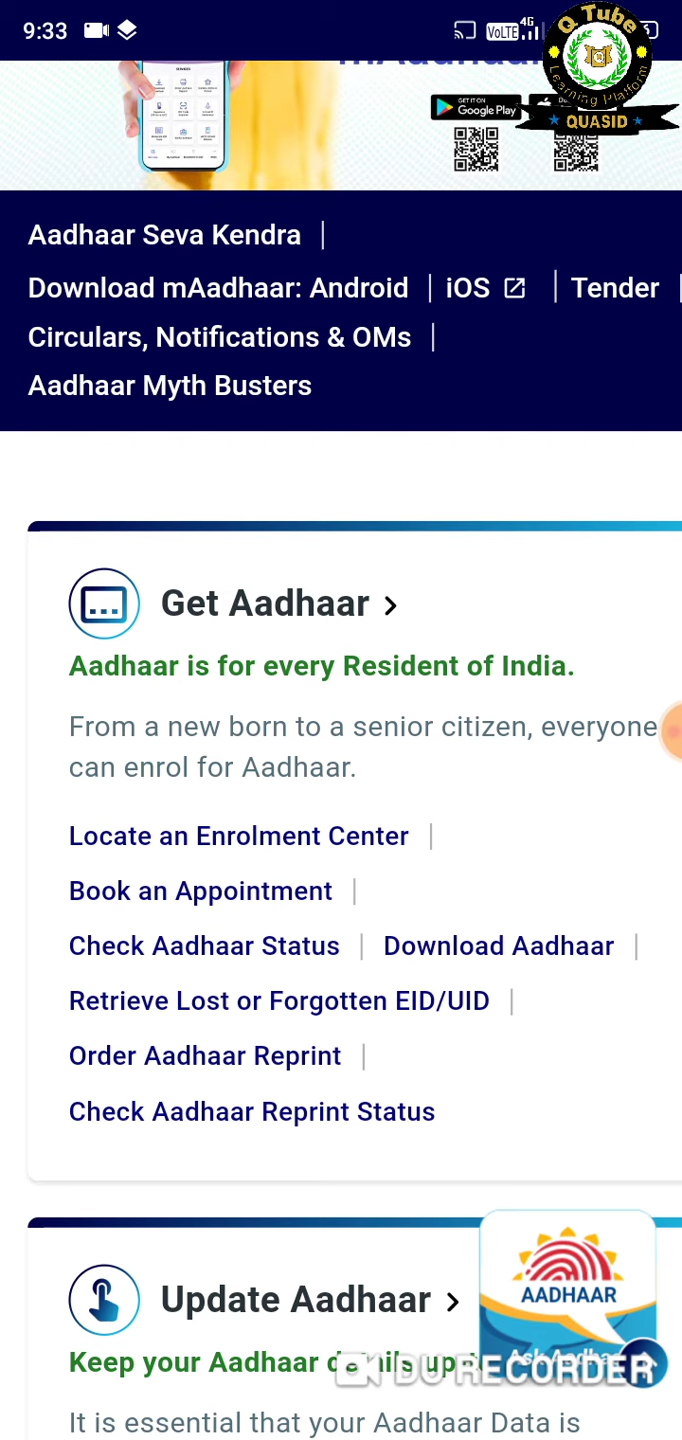 9:33 VoLTE 4G
Q Tube
Learning Platform
QUASID
GET IT ON
Google Play
Aadhaar Seva Kendra |
Download mAadhaar: Android | iOS | Tender |
Circulars, Notifications & OMs |
Aadhaar Myth Busters
Get Aadhaar >
Aadhaar is for every Resident of India.
From a new born to a senior citizen, everyone
can enrol for Aadhaar.
Locate an Enrolment Center |
Book an Appointment |
Check Aadhaar Status | Download Aadhaar |
Retrieve Lost or Forgotten EID/UID |
Order Aadhaar Reprint |
Check Aadhaar Reprint Status
AADHAAR
Update Aadhaar >
Keep your Aadhaar details
DU RECORDER
It is essential that your Aadhaar Data is